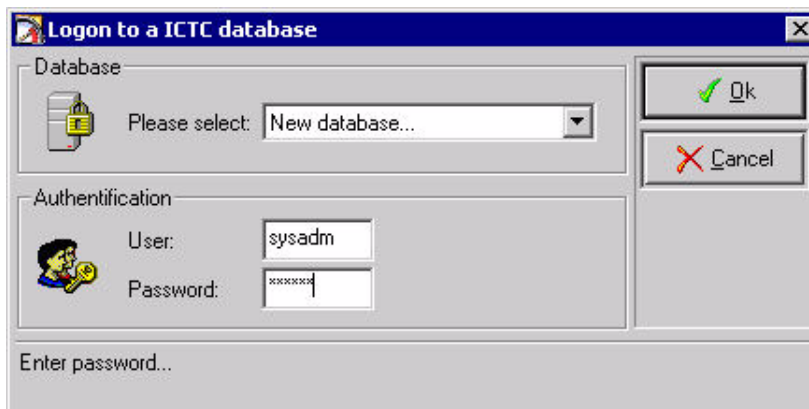 Logon to a ICTC database
Database
Please select: New database...
Ok
Cancel
Authentification
User: sysadm
Password: ******
Enter password...